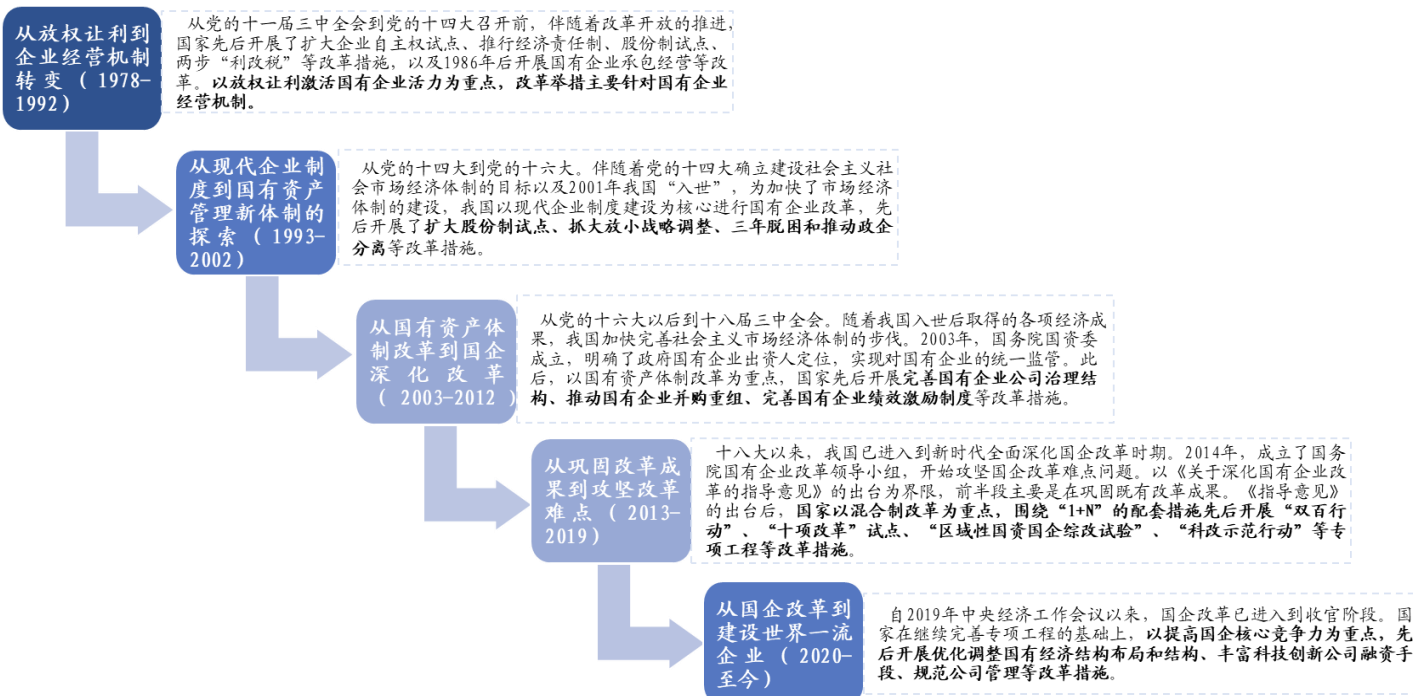 从放权让利到
企业经营机制
转变（1978-
1992）
从党的十一届三中全会到党的十四大召开前，伴随着改革开放的推进，
国家先后开展了扩大企业自主权试点、推行经济责任制、股份制试点、
两步“利改税”等改革措施，以及1986年后开展国有企业承包经营等改
革。以放权让利激活国有企业活力为重点，改革举措主要针对国有企业
经营机制。
从现代企业制
度到国有资产
管理新体制的
探索（1993-
2002）
从党的十四大到党的十六大。伴随着党的十四大确立建设社会主义社
会市场经济体制的目标以及2001年我国“入世”，为加快了市场经济
体制的建设，我国以现代企业制度建设为核心进行国有企业改革，先
后开展了扩大股份制试点、抓大放小战略调整、三年脱困和推动政企
分离等改革措施。
从国有资产体
制改革到国企
深化改革
（2003-2012）
从党的十六大以后到十八届三中全会。随着我国入世后取得的各项经济成
果，我国加快完善社会主义市场经济体制的步伐。2003年，国务院国资委
成立，明确了政府国有企业出资人定位，实现对国有企业的统一监管。此
后，以国有资产体制改革为重点，国家先后开展完善国有企业公司治理结
构、推动国有企业并购重组、完善国有企业绩效激励制度等改革措施。
从巩固改革成
果到攻坚改革
难点（2013-
2019）
十八大以来，我国已进入到新时代全面深化国企改革时期。2014年，成立了国务
院国有企业改革领导小组，开始攻坚国企改革难点问题。以《关于深化国有企业改
革的指导意见》的出台为界限，前半段主要是在巩固既有改革成果。《指导意见》
的出台后，国家以混合制改革为重点，围绕“1+N”的配套措施先后开展“双百行
动”、“十项改革”试点、“区域性国资国企综改试验”、“科改示范行动”等专
项工程等改革措施。
从国企改革到
建设世界一流
企业（2020-
至今）
自2019年中央经济工作会议以来，国企改革已进入到收官阶段。国
家在继续完善专项工程的基础上，以提高国企核心竞争力为重点，先
后开展优化调整国有经济结构布局和结构、丰富科技创新公司融资手
段、规范公司管理等改革措施。